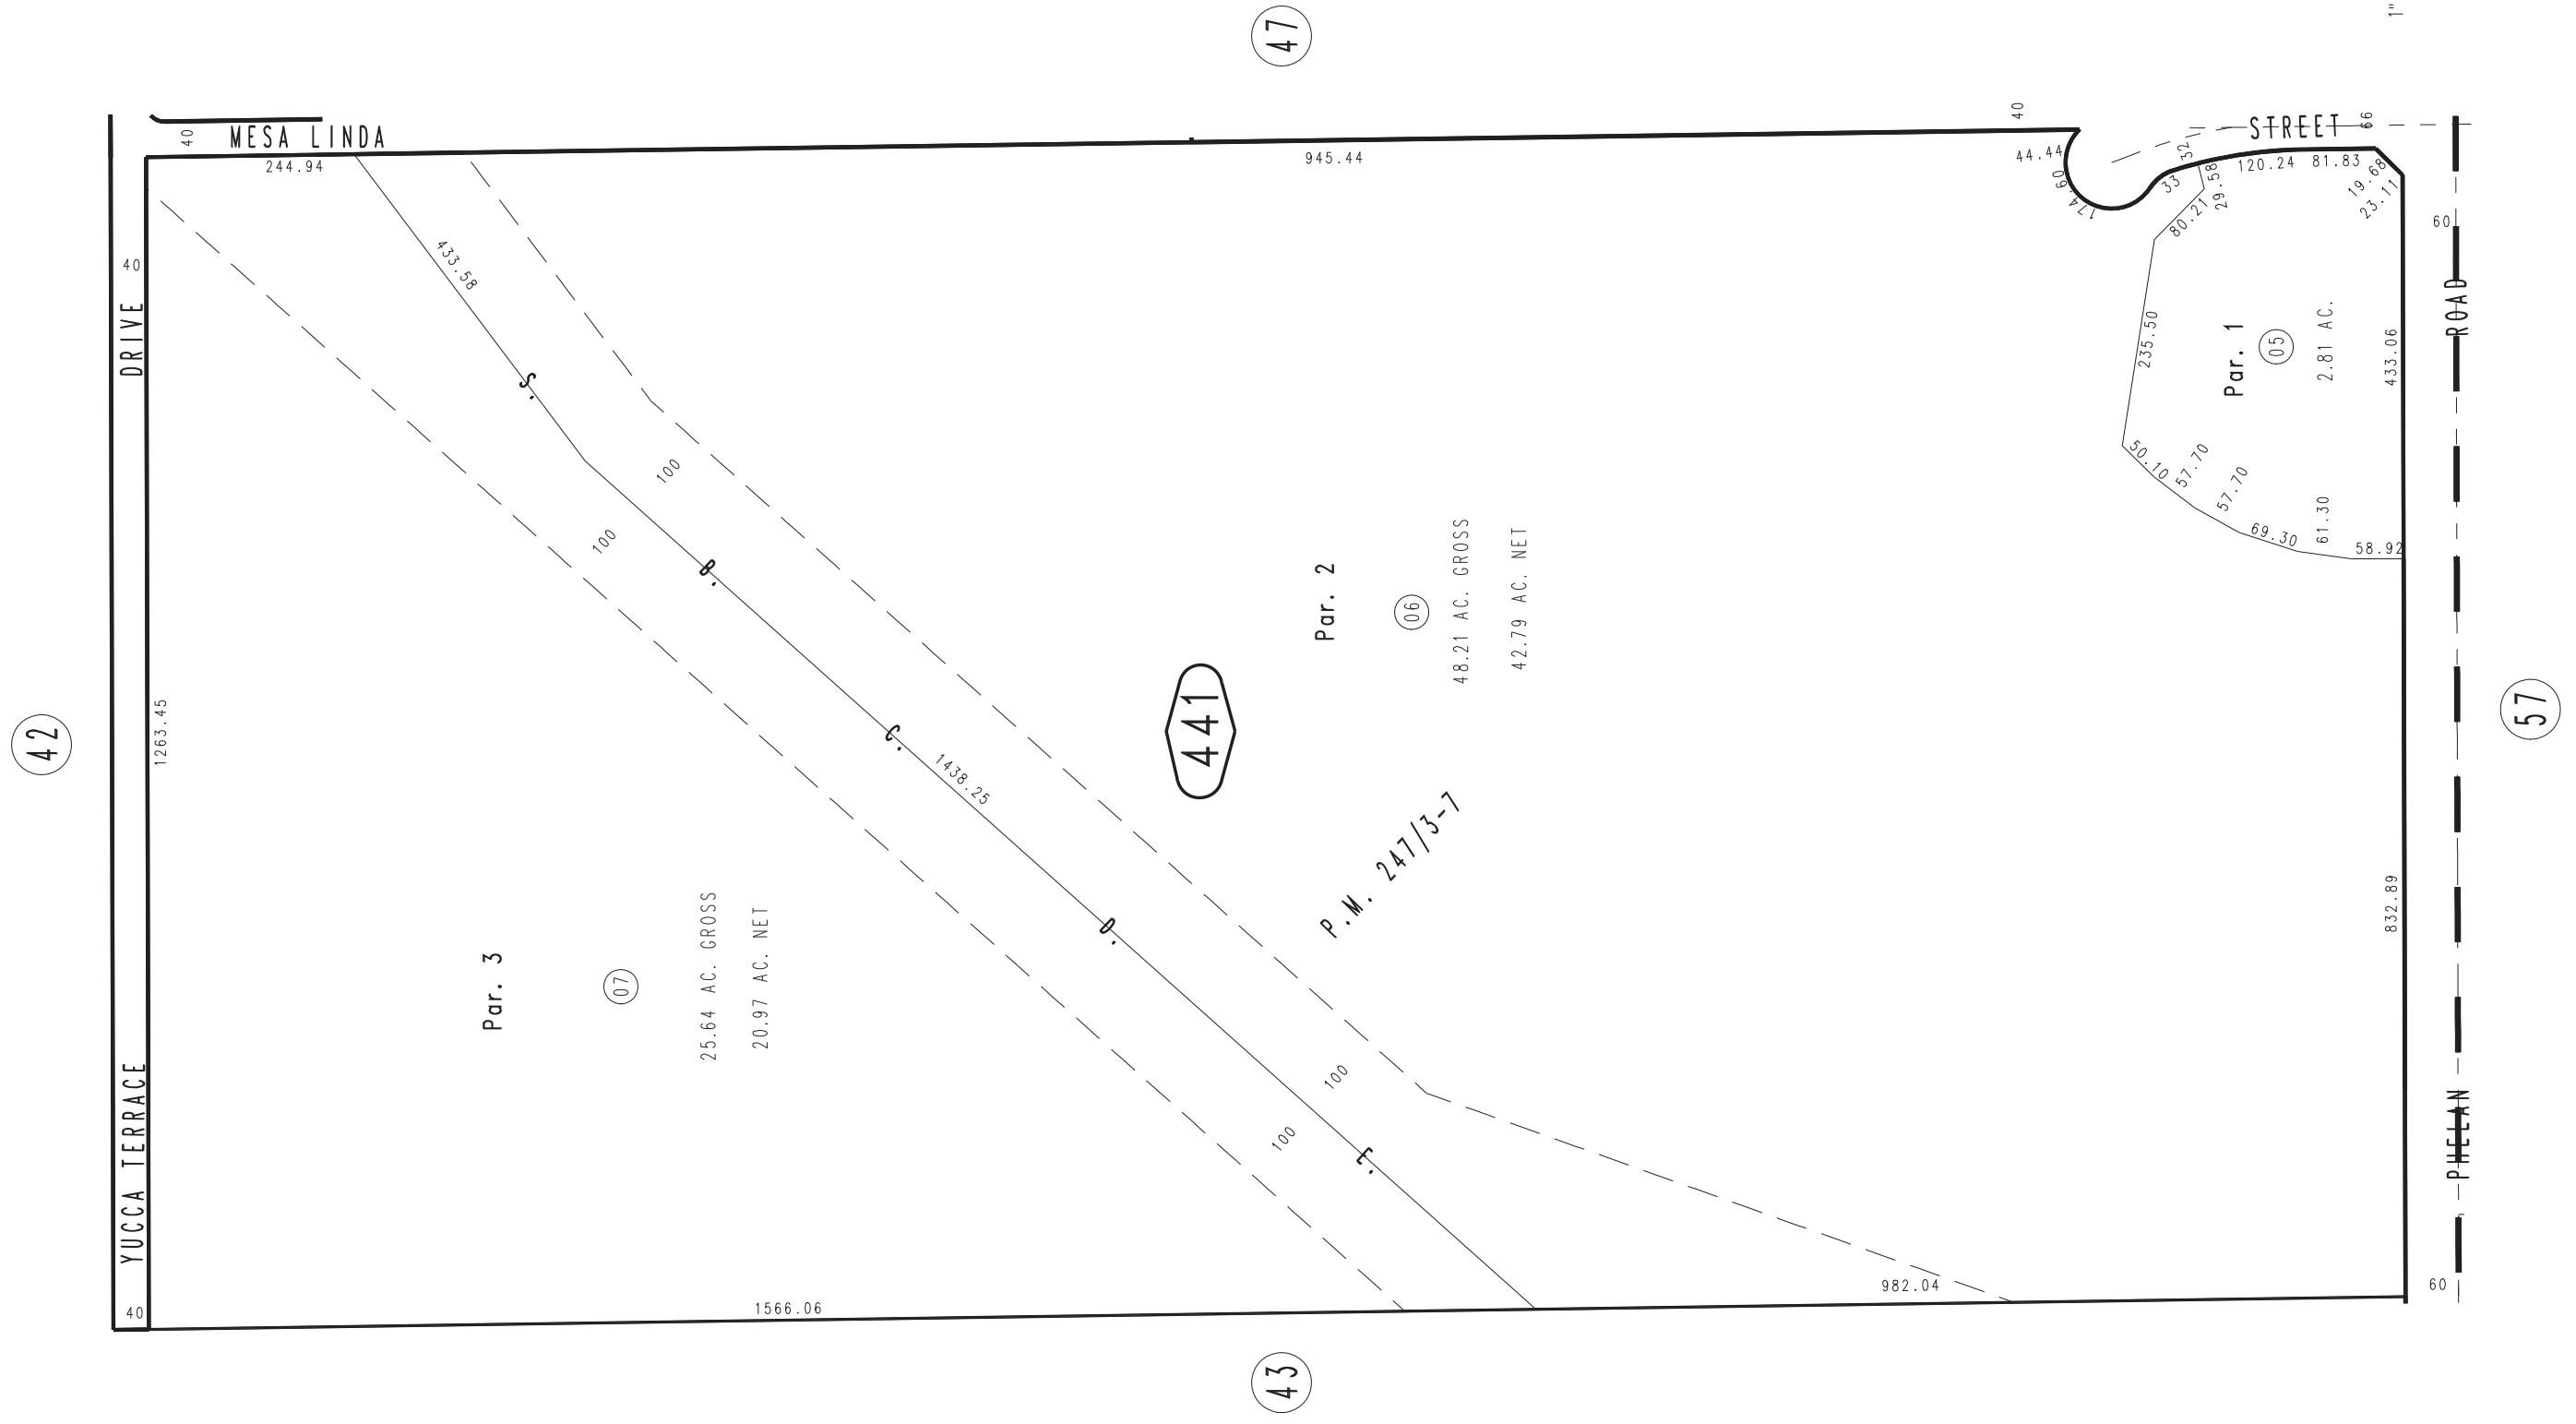 47
1"
40
MESA LINDA
244.94
945.44
40
44.44
174.60
33
32
STREET
66
120.24
81.83
19.68
23.11
29.58
80.21
60
40
DRIVE
433.58
S.
235.50
Par. 1
05
2.81 AC.
433.06
ROAD
100
100
B.
50.10
57.70
57.70
69.30
61.30
58.92
Par. 2
06
48.21 AC. GROSS
42.79 AC. NET
42
1263.45
C.
1438.25
441
57
P.M. 247/3-7
832.89
Par. 3
07
25.64 AC. GROSS
20.97 AC. NET
D.
100
100
E.
YUCCA TERRACE
PHELAN
40
1566.06
982.04
60
43